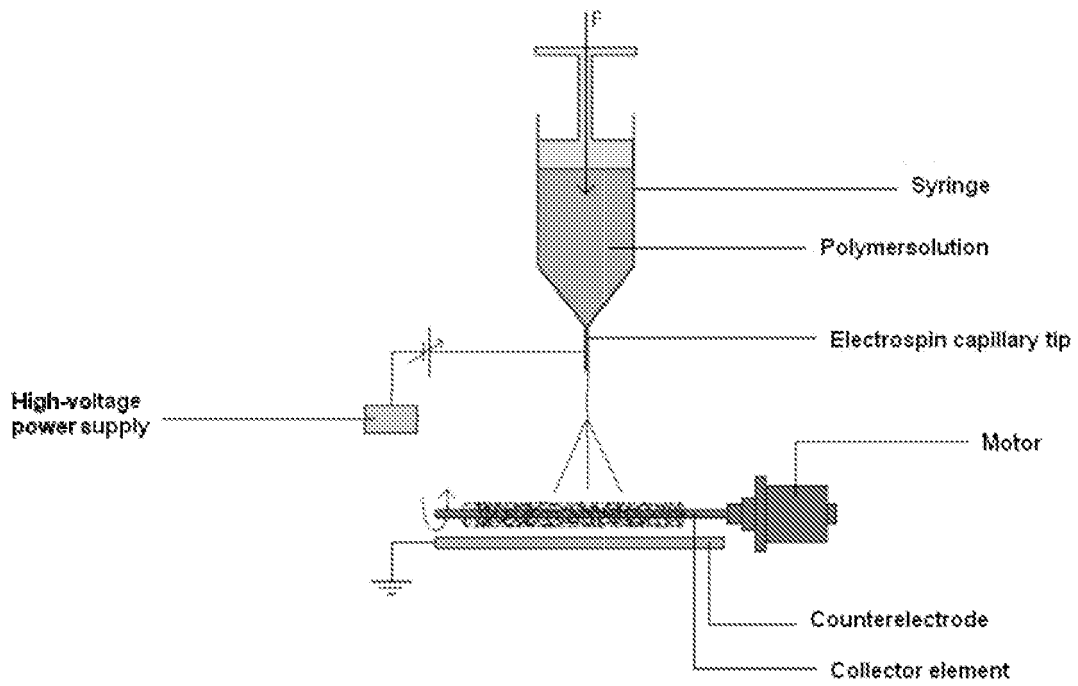 F
Syringe
Polymersolution
Electrospin capillary tip
High-voltage
power supply
Motor
Counterelectrode
Collector element